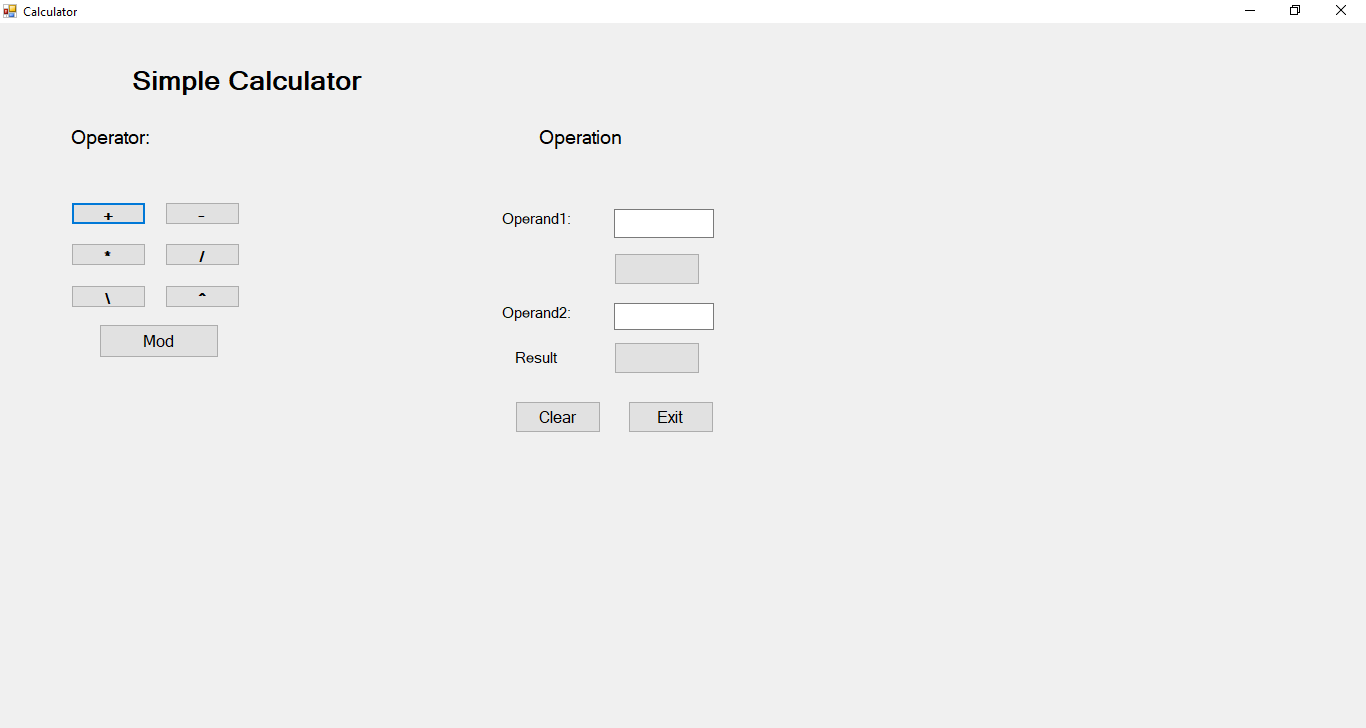 Calculator
Simple Calculator
Operator:
Operation
+ -
Operand1:
* /
\ ^
Operand2:
Mod
Result
Clear Exit